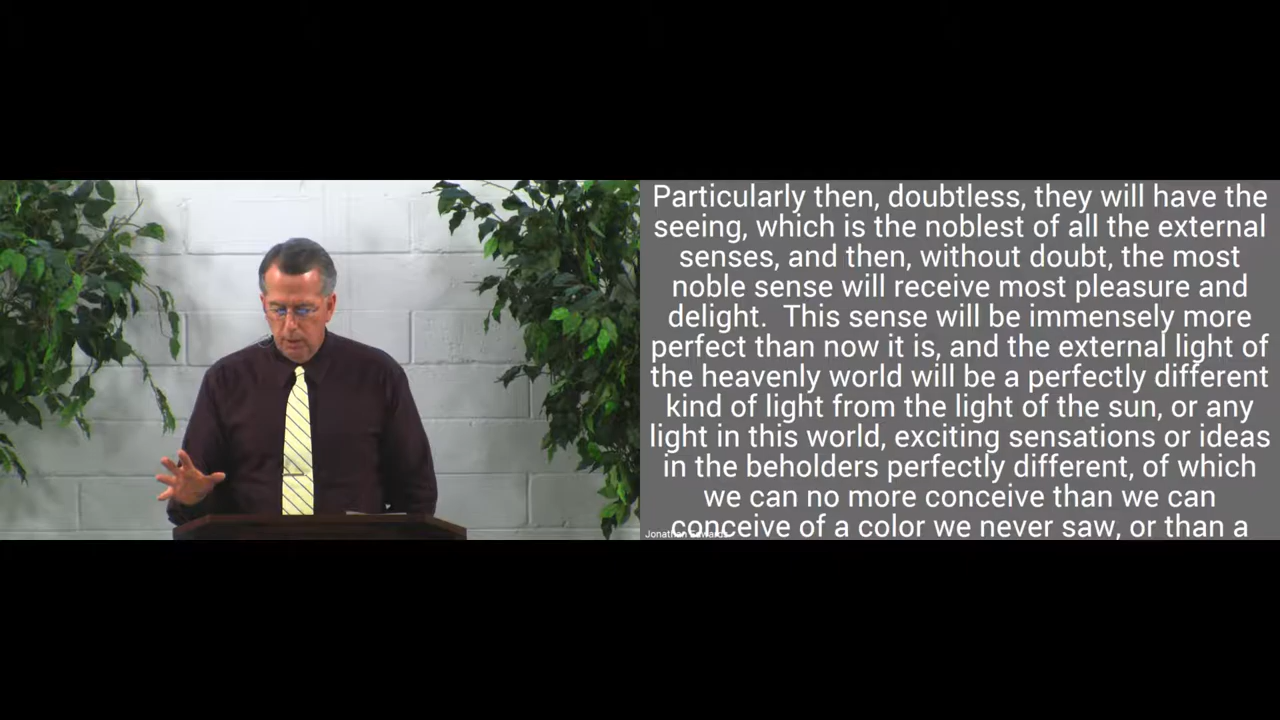 Particularly then, doubtless, they will have the
seeing, which is the noblest of all the external
senses, and then, without doubt, the most
noble sense will receive most pleasure and
delight.  This sense will be immensely more
perfect than now it is, and the external light of
the heavenly world will be a perfectly different
kind of light from the light of the sun, or any
light in this world, exciting sensations or ideas
in the beholders perfectly different, of which
we can no more conceive than we can
conceive of a color we never saw, or than a
Jonathan Edwards